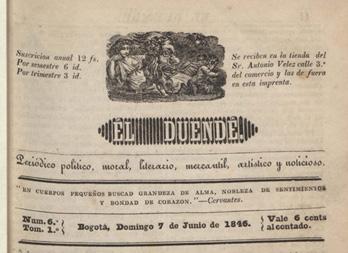 Suscricion anual 12 fs.
Por semestre 6 id.
Por trimestre 3 id.
Se reciben en la tienda del
Sr. Antonio Velez calle 3.ª
del comercio y las de fuera
en esta imprenta.
EL DUENDE.
Periódico político, moral, literario, mercantil, artístico y noticioso.
"EN CUERPOS PEQUEÑOS BUSCAD GRANDEZA DE ALMA, NOBLEZA DE SENTIMIENTOS
Y BONDAD DE CORAZON."—Cervantes.
Num. 6.º
Tom. 1.º
Bogotá, Domingo 7 de Junio de 1846.
Vale 6 cents
al contado.